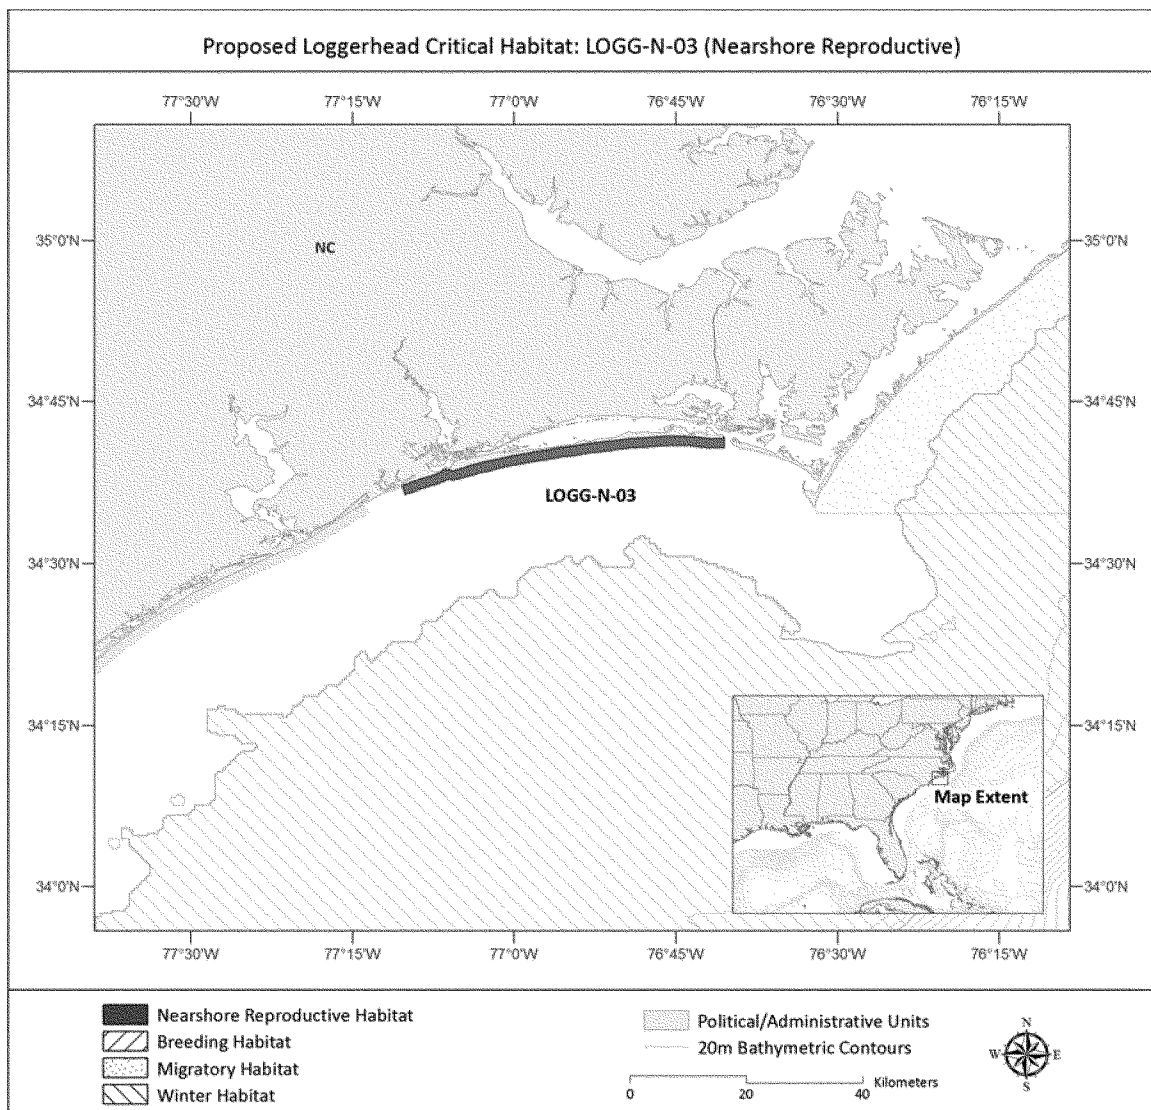 Proposed Loggerhead Critical Habitat: LOGG-N-03 (Nearshore Reproductive)
77°30'W 77°15'W 77°0'W 76°45'W 76°30'W 76°15'W
35°0'N NC 35°0'N
34°45'N 34°45'N
LOGG-N-03
34°30'N 34°30'N
34°15'N 34°15'N
Map Extent
34°0'N 34°0'N
77°30'W 77°15'W 77°0'W 76°45'W 76°30'W 76°15'W
Nearshore Reproductive Habitat
Breeding Habitat
Migratory Habitat
Winter Habitat
Political/Administrative Units
20m Bathymetric Contours
Kilometers
0 20 40
N
W E
S